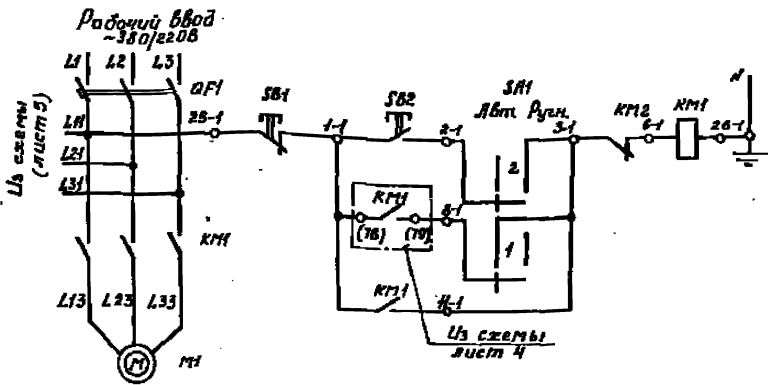 Рабочий ввод
~380/220В
L1 L2 L3
QF1
Из схемы
(лист 5)
L11
L21
L31
25-1
SB1
1-1
SB2
2-1
SA1
Авт Ручн.
3-1
KM2
6-1
KM1
26-1
N
2
KM1
(18) (19)
8-1
1
KM1
L13 L23 L33
KM1
11-1
Из схемы
лист 4
M
M1